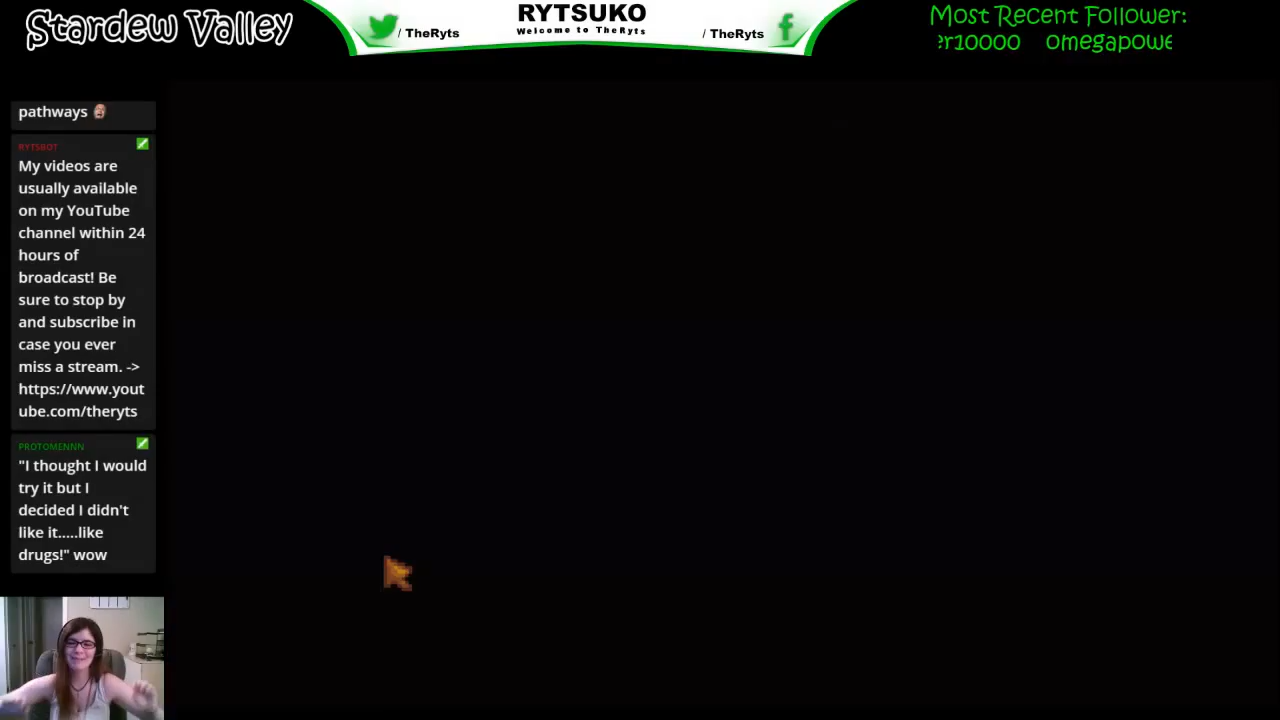 Stardew Valley
/ TheRyts
RYTSUKO
Welcome to TheRyts
/ TheRyts
Most Recent Follower:
er10000 omegapowe
pathways
RYTSBOT
My videos are
usually available
on my YouTube
channel within 24
hours of
broadcast! Be
sure to stop by
and subscribe in
case you ever
miss a stream. ->
https://www.yout
ube.com/theryts
PROTOMENNN
"I thought I would
try it but I
decided I didn't
like it.....like
drugs!" wow